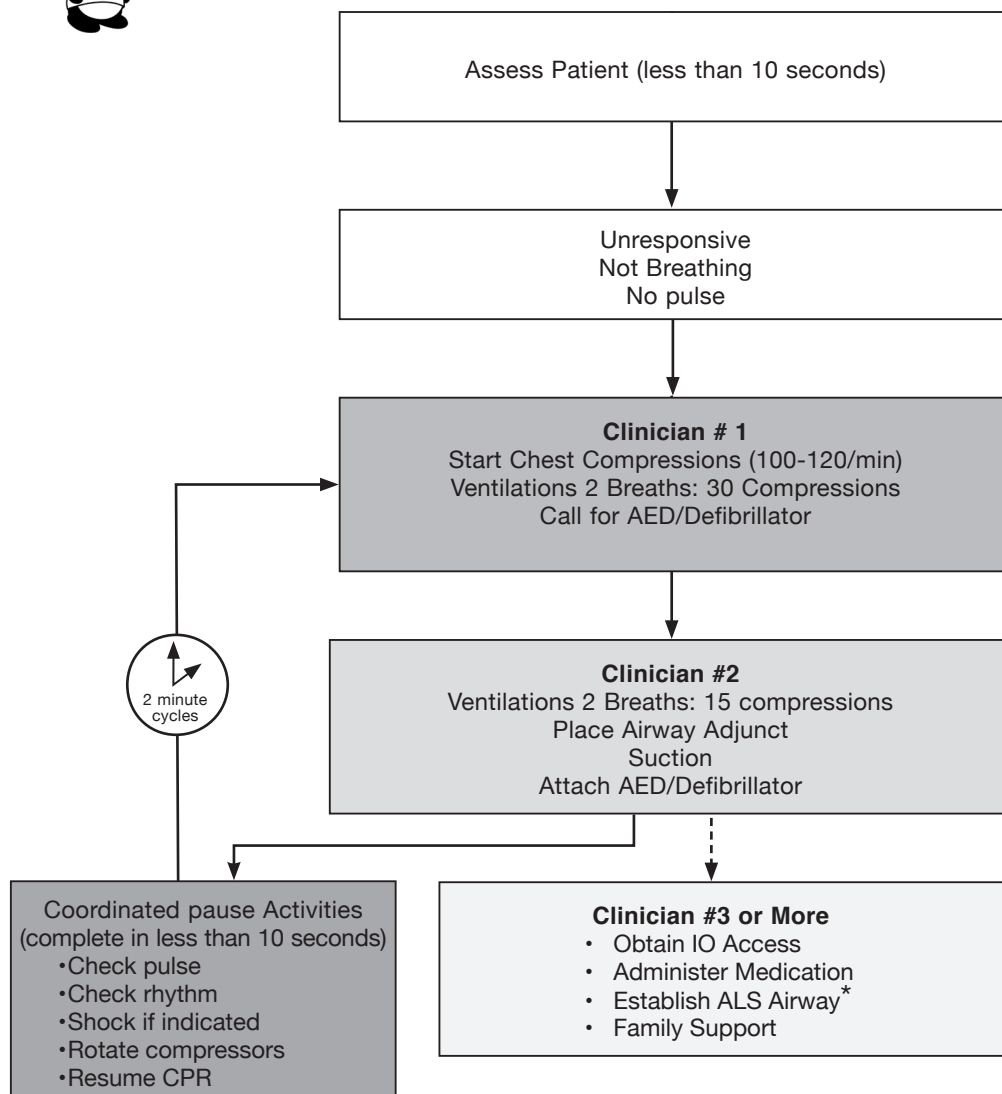 Assess Patient (less than 10 seconds)
Unresponsive
Not Breathing
No pulse
Clinician # 1
Start Chest Compressions (100-120/min)
Ventilations 2 Breaths: 30 Compressions
Call for AED/Defibrillator
2 minute
cycles
Clinician #2
Ventilations 2 Breaths: 15 compressions
Place Airway Adjunct
Suction
Attach AED/Defibrillator
Coordinated pause Activities
(complete in less than 10 seconds)
•Check pulse
•Check rhythm
•Shock if indicated
•Rotate compressors
•Resume CPR
Clinician #3 or More
• Obtain IO Access
• Administer Medication
• Establish ALS Airway*
• Family Support